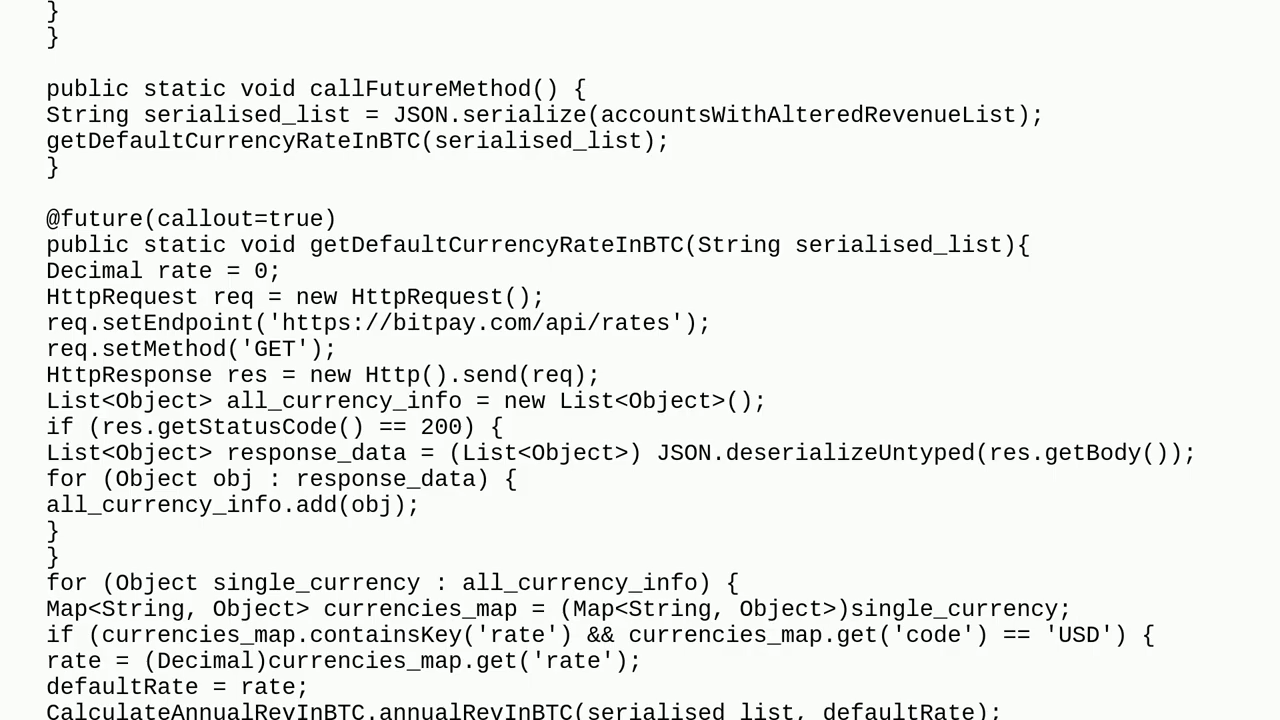 }
}
public static void callFutureMethod() {
String serialised_list = JSON.serialize(accountsWithAlteredRevenueList);
getDefaultCurrencyRateInBTC(serialised_list);
}
@future(callout=true)
public static void getDefaultCurrencyRateInBTC(String serialised_list){
Decimal rate = 0;
HttpRequest req = new HttpRequest();
req.setEndpoint('https://bitpay.com/api/rates');
req.setMethod('GET');
HttpResponse res = new Http().send(req);
List<Object> all_currency_info = new List<Object>();
if (res.getStatusCode() == 200) {
List<Object> response_data = (List<Object>) JSON.deserializeUntyped(res.getBody());
for (Object obj : response_data) {
all_currency_info.add(obj);
}
}
for (Object single_currency : all_currency_info) {
Map<String, Object> currencies_map = (Map<String, Object>)single_currency;
if (currencies_map.containsKey('rate') && currencies_map.get('code') == 'USD') {
rate = (Decimal)currencies_map.get('rate');
defaultRate = rate;
CalculateAnnualRevInBTC.annualRevInBTC(serialised_list, defaultRate);